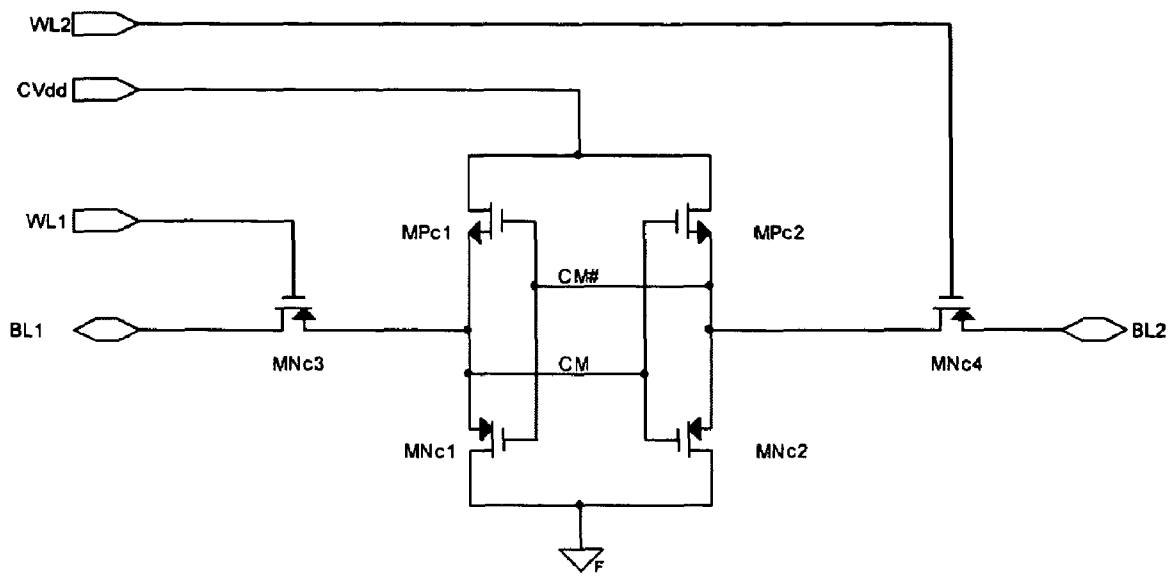 WL2
CVdd
WL1
MPc1
MPc2
CM#
BL1
BL2
MNc3
CM
MNc4
MNc1
MNc2
F